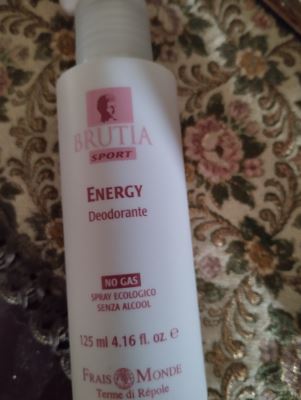 BRUTIA
SPORT
ENERGY
Deodorante
NO GAS
SPRAY ECOLOGICO
SENZA ALCOOL
125 ml 4.16 fl. oz. e
FRAIS MONDE
Terme di Répole